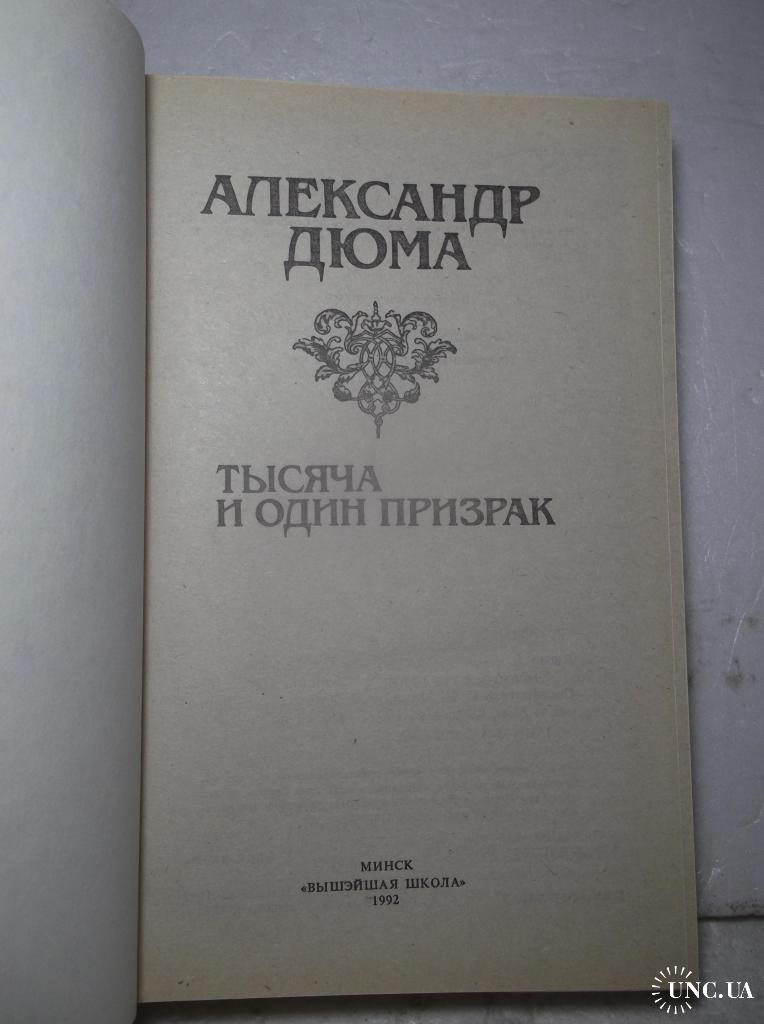 АЛЕКСАНДР
ДЮМА
ТЫСЯЧА
И ОДИН ПРИЗРАК
МИНСК
«ВЫШЭЙШАЯ ШКОЛА»
1992
UNC.UA